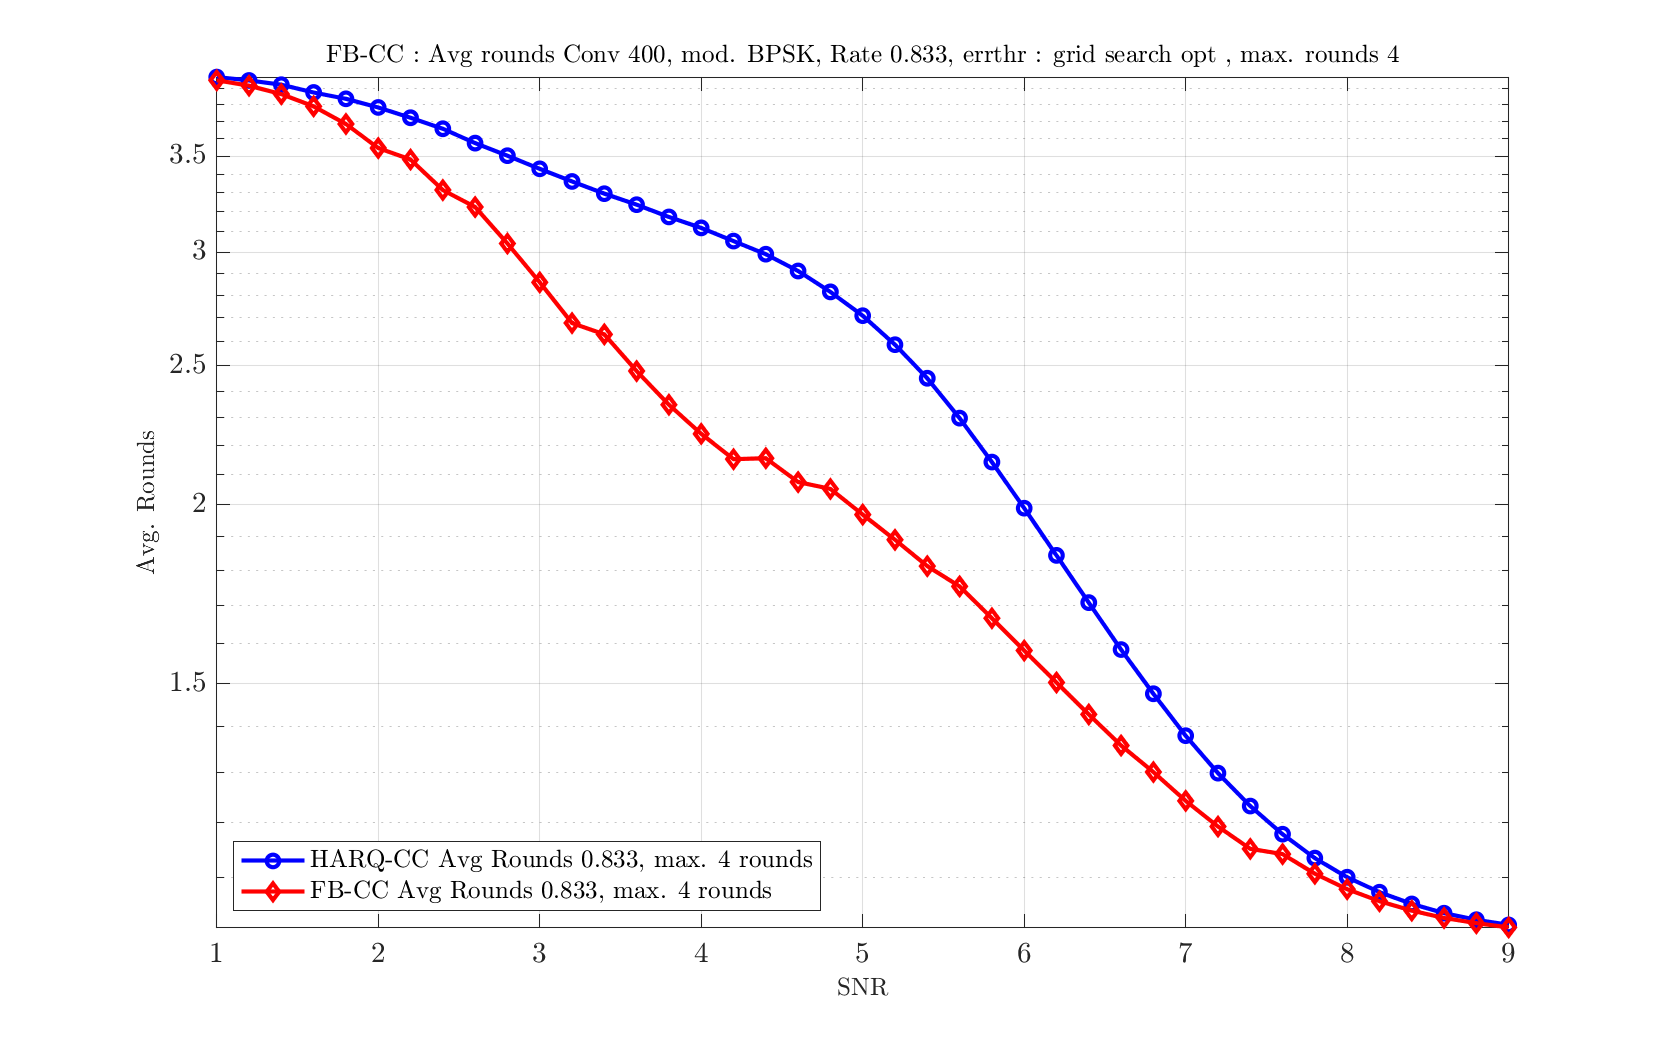 FB-CC : Avg rounds Conv 400, mod. BPSK, Rate 0.833, errthr : grid search opt , max. rounds 4
3.5
3
2.5
2
1.5
Avg. Rounds
HARQ-CC Avg Rounds 0.833, max. 4 rounds
FB-CC Avg Rounds 0.833, max. 4 rounds
1 2 3 4 5 6 7 8 9
SNR